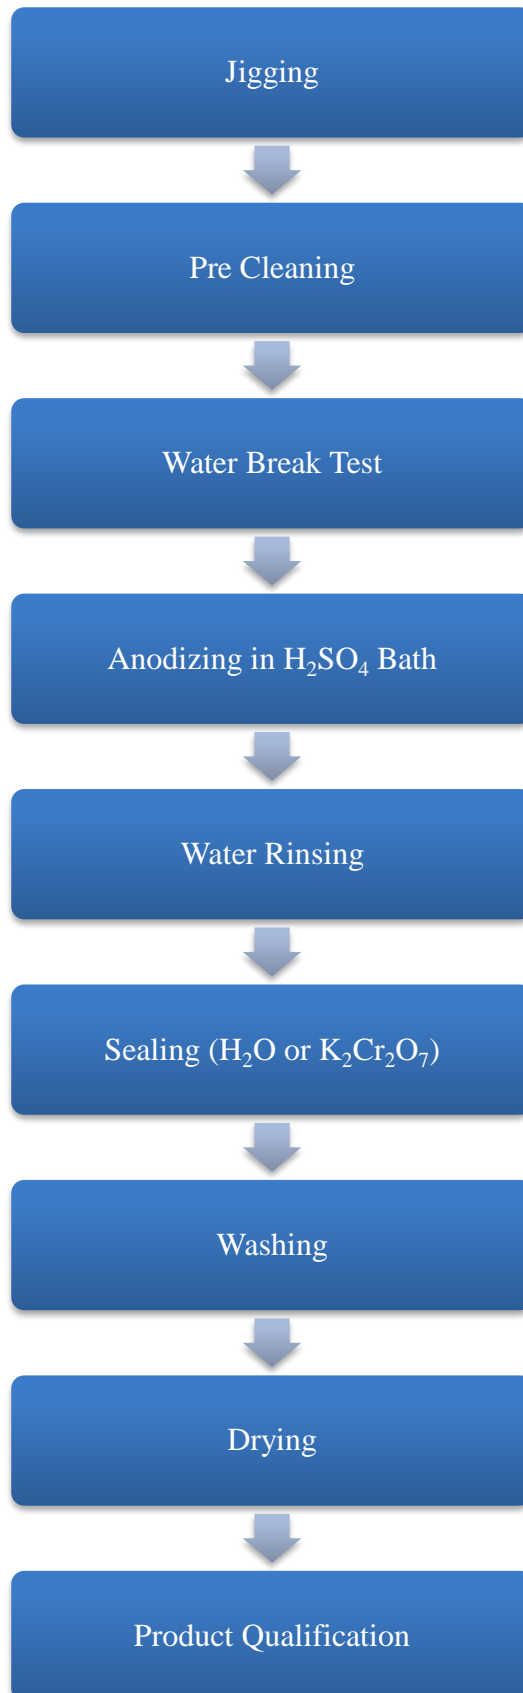 Jigging
Pre Cleaning
Water Break Test
Anodizing in H₂SO₄ Bath
Water Rinsing
Sealing (H₂O or K₂Cr₂O₇)
Washing
Drying
Product Qualification